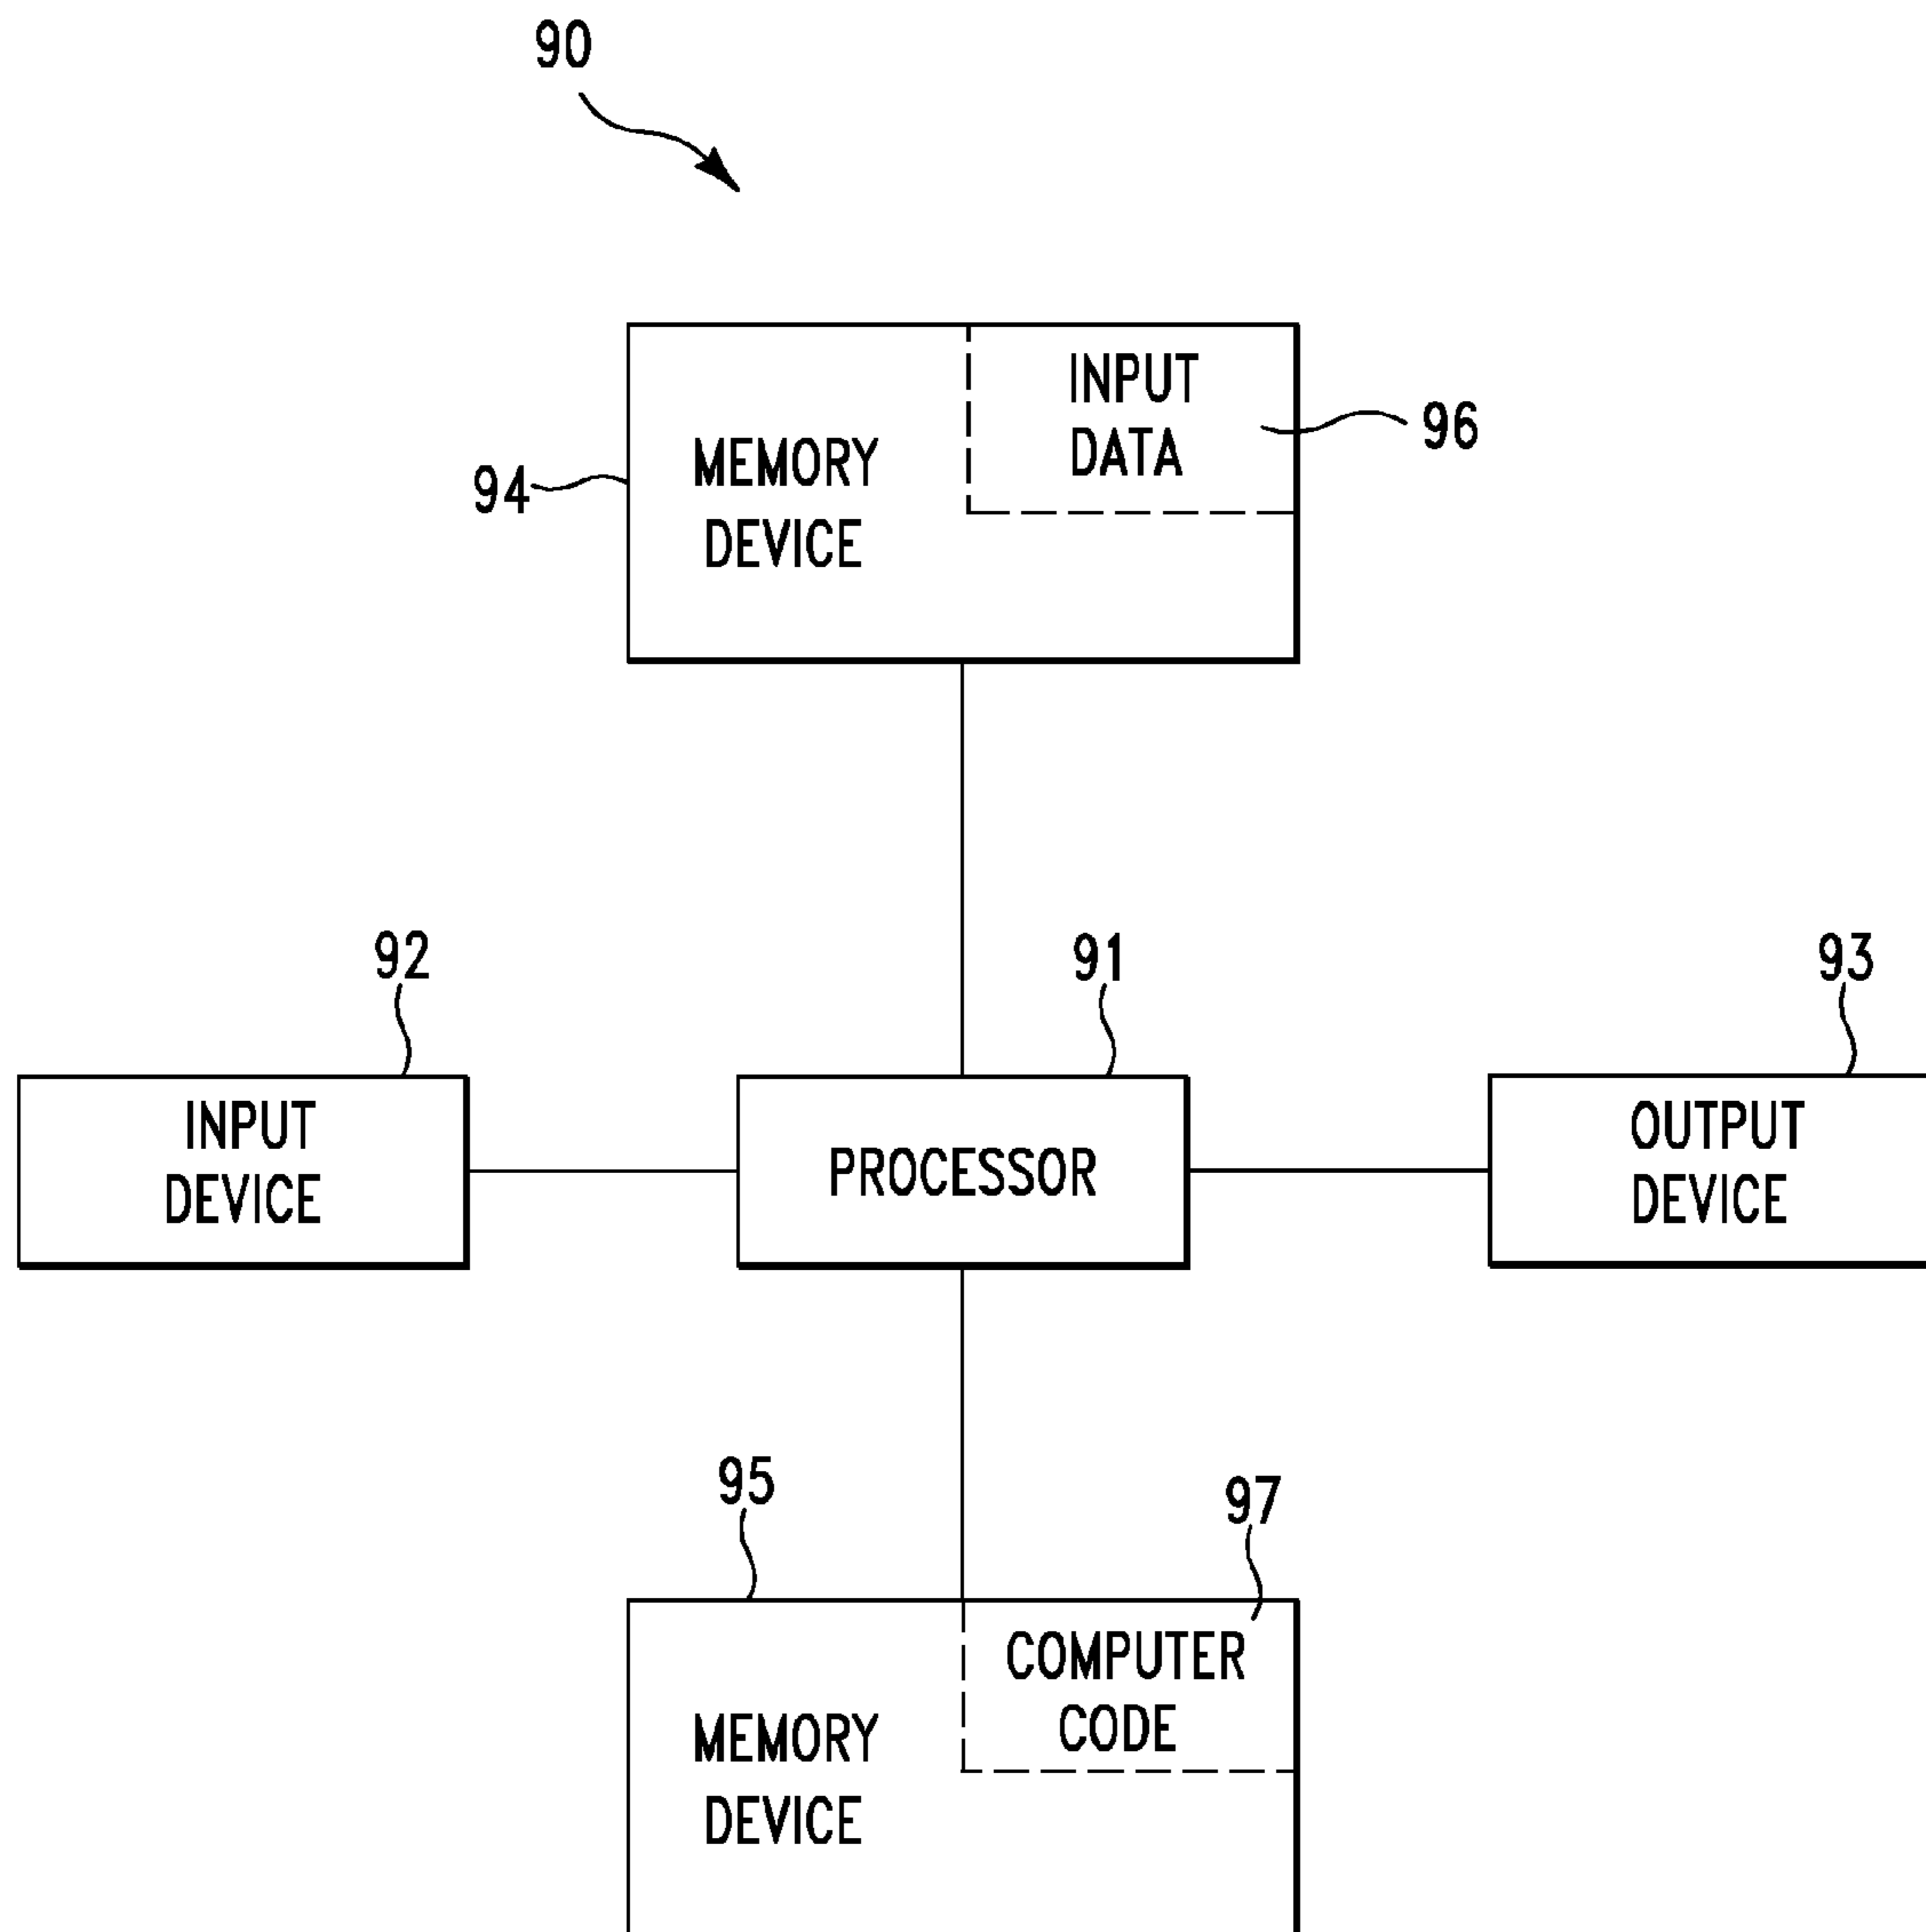 90
INPUT
DATA
96
MEMORY
DEVICE
94
92
91
93
INPUT
DEVICE
PROCESSOR
OUTPUT
DEVICE
95
97
COMPUTER
CODE
MEMORY
DEVICE